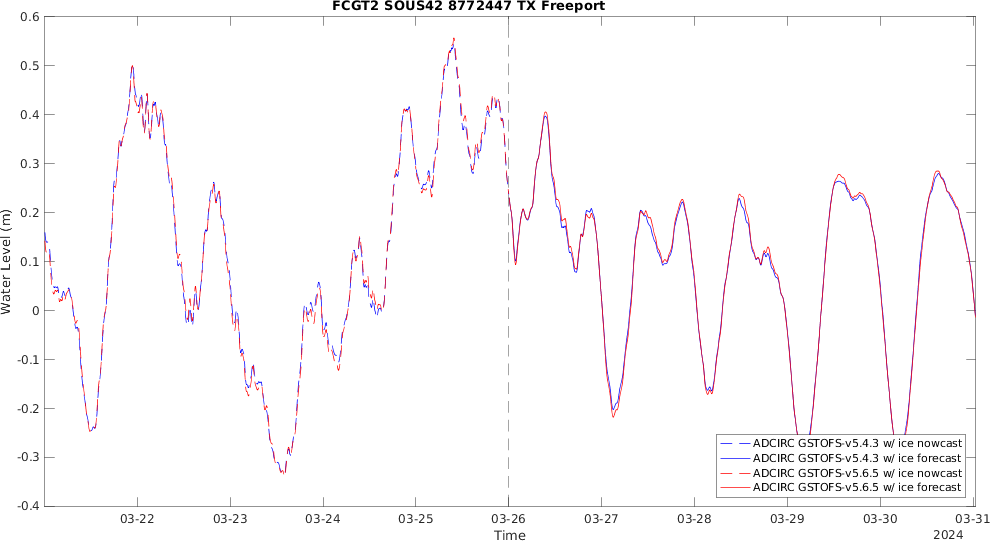 FCGT2 SOUS42 8772447 TX Freeport
Water Level (m)
0.6
0.5
0.4
0.3
0.2
0.1
0
-0.1
-0.2
-0.3
-0.4
ADCIRC GSTOFS-v5.4.3 w/ ice nowcast
ADCIRC GSTOFS-v5.4.3 w/ ice forecast
ADCIRC GSTOFS-v5.6.5 w/ ice nowcast
ADCIRC GSTOFS-v5.6.5 w/ ice forecast
03-22 03-23 03-24 03-25 03-26 03-27 03-28 03-29 03-30 03-31
Time
2024